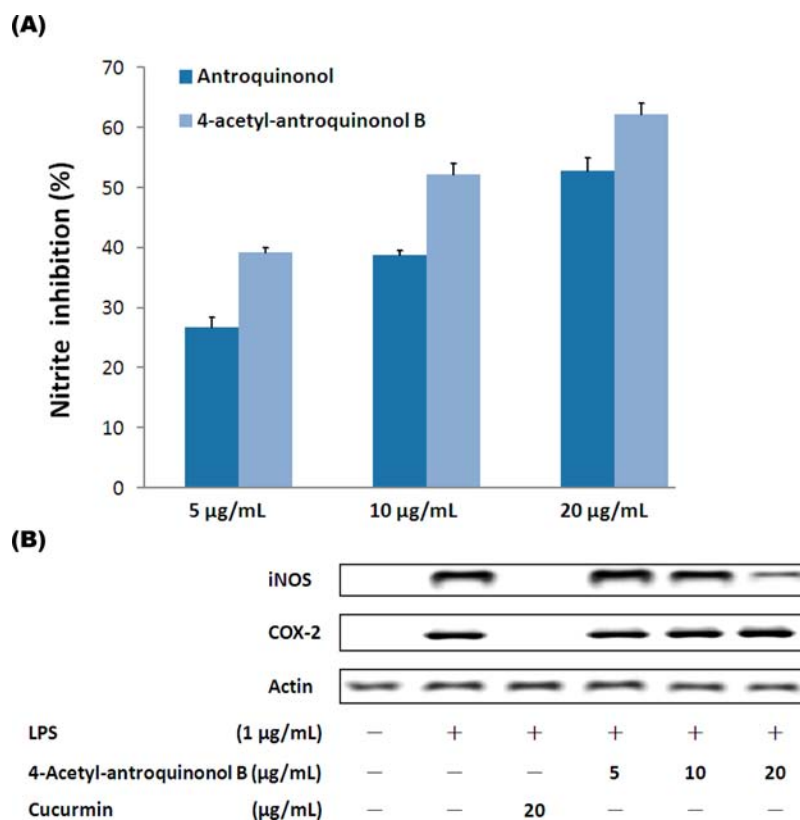 (A)
Nitrite inhibition (%)
70
60
50
40
30
20
10
0
Antroquinonol
4-acetyl-antroquinonol B
5 µg/mL 10 µg/mL 20 µg/mL
(B)
iNOS
COX-2
Actin
LPS (1 µg/mL) — + + + + +
4-Acetyl-antroquinonol B (µg/mL) — — — 5 10 20
Cucurmin (µg/mL) — — 20 — — —